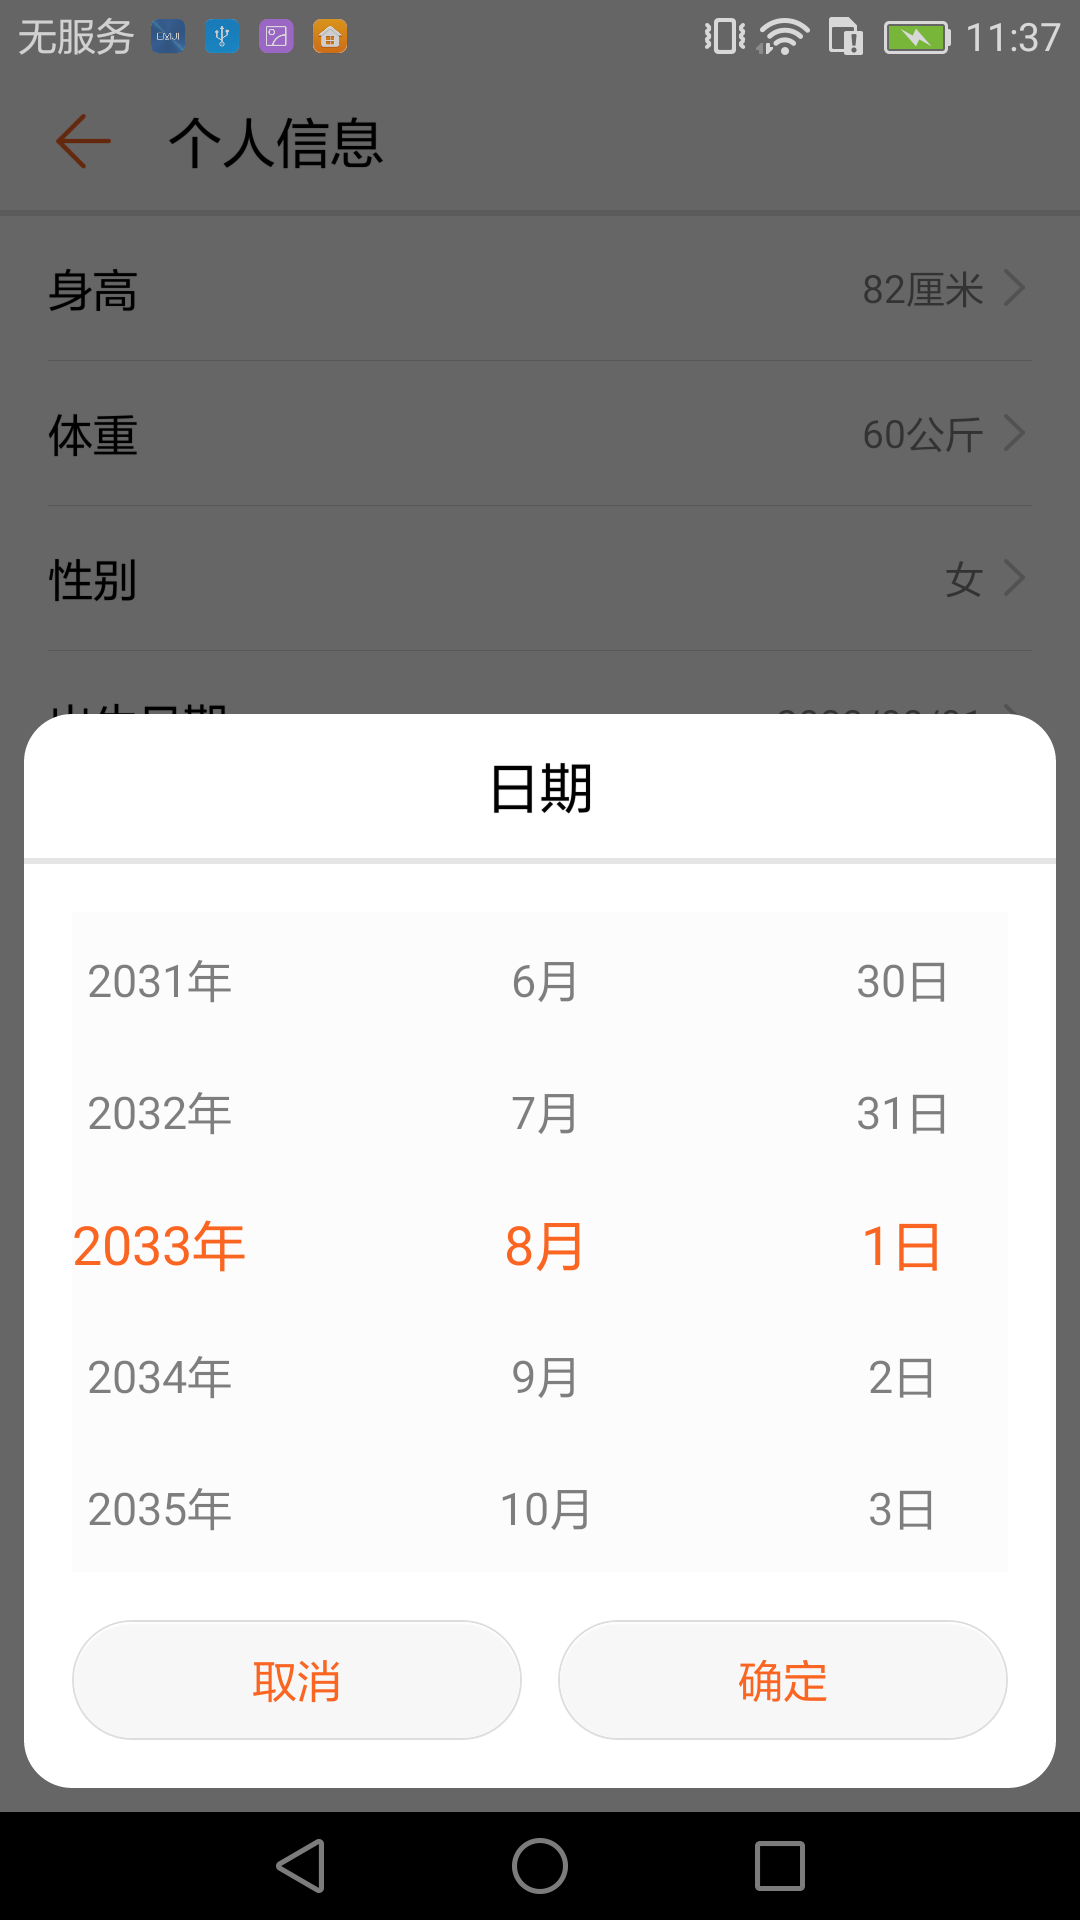 无服务 11:37
个人信息
身高 82厘米
体重 60公斤
性别 女
出生日期
日期
2031年 6月 30日
2032年 7月 31日
2033年 8月 1日
2034年 9月 2日
2035年 10月 3日
取消 确定